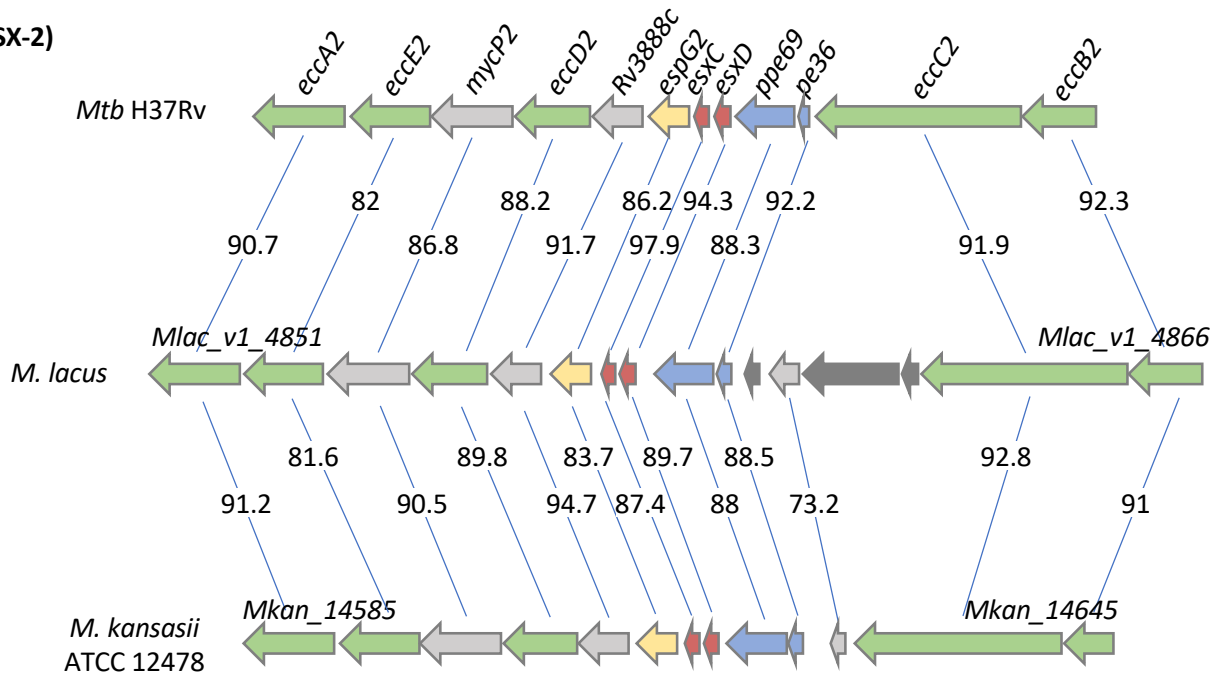 SX-2)
eccA2 eccE2 mycP2 eccD2 Rv3888c espG2 esxC esxD ppe69 pe36 eccC2 eccB2
Mtb H37Rv
82 88.2 86.2 94.3 92.2 92.3
90.7 86.8 91.7 97.9 88.3 91.9
Mlac_v1_4851 Mlac_v1_4866
M. lacus
81.6 89.8 83.7 89.7 88.5 92.8
91.2 90.5 94.7 87.4 88 73.2 91
Mkan_14585 Mkan_14645
M. kansasii
ATCC 12478